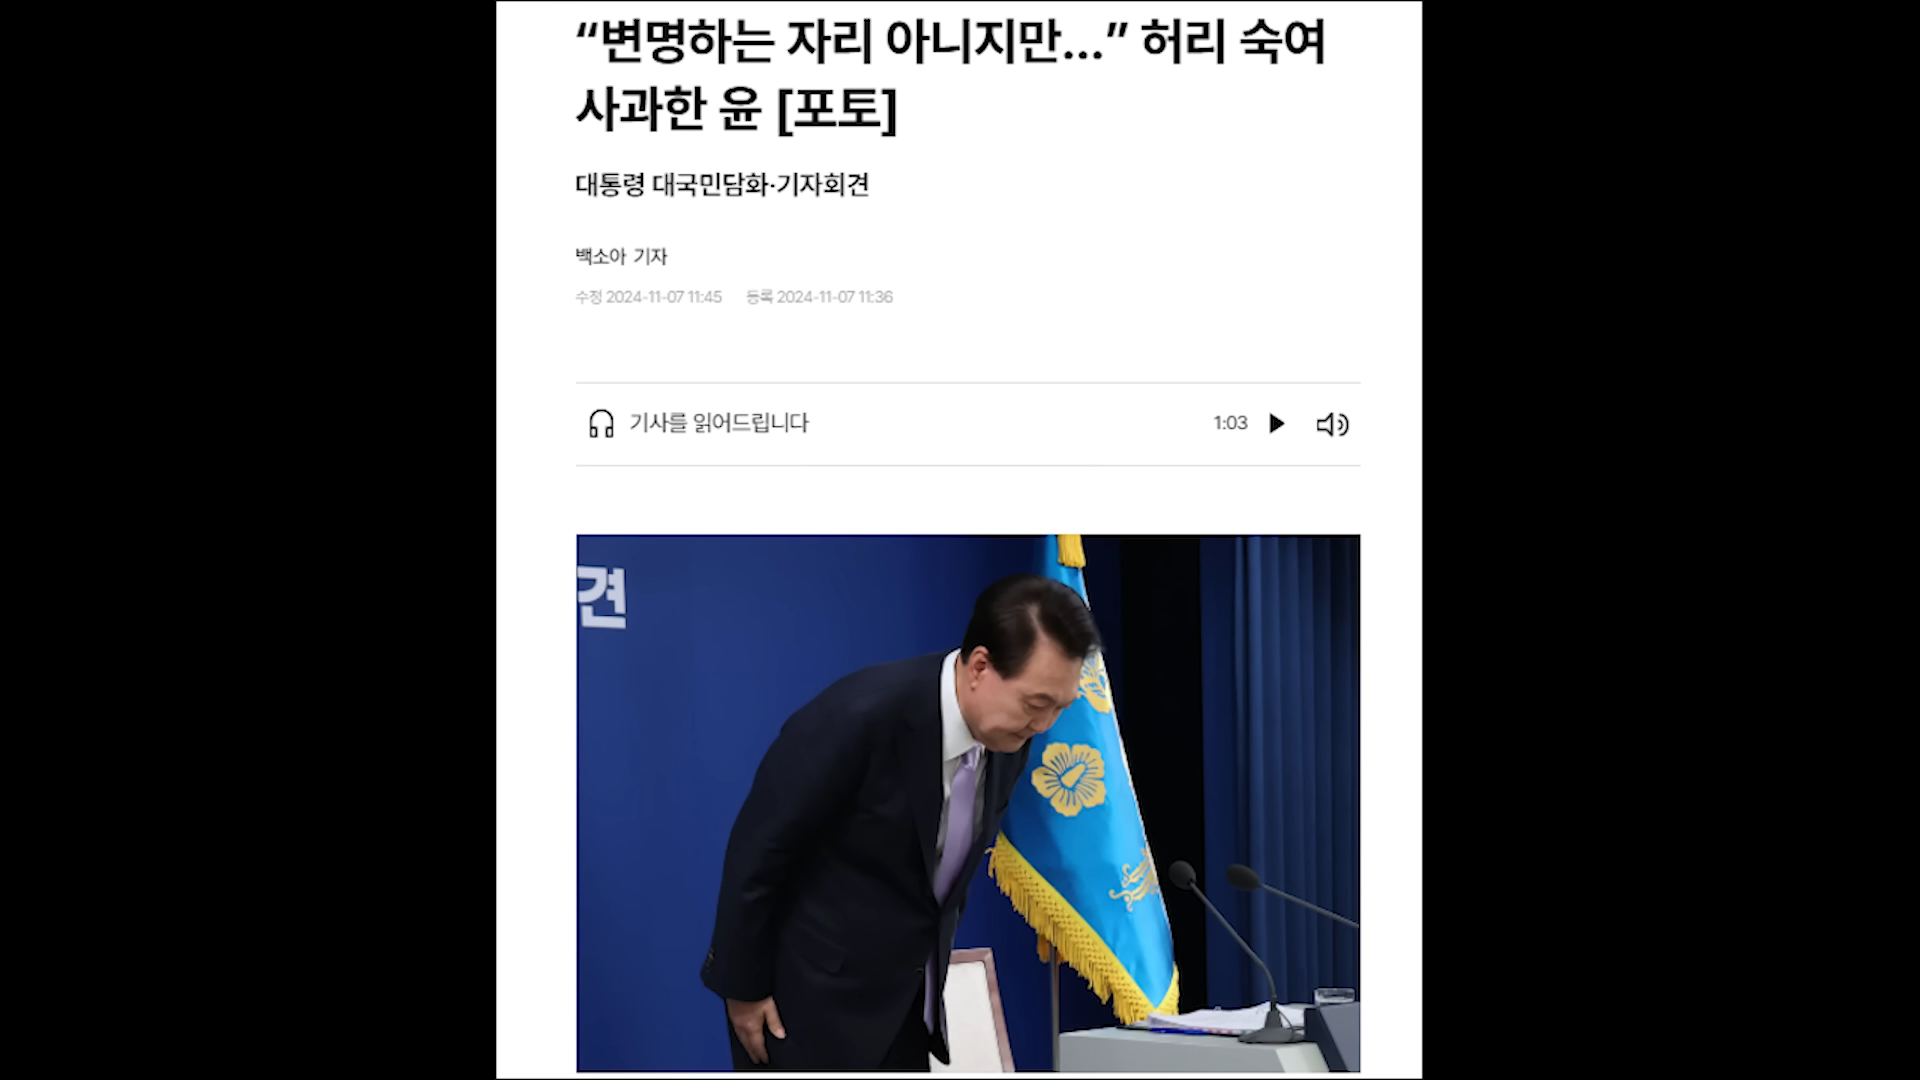 “변명하는 자리 아니지만…” 허리 숙여
사과한 윤 [포토]
대통령 대국민담화·기자회견
백소아 기자
수정 2024-11-07 11:45 등록 2024-11-07 11:36
기사를 읽어드립니다 1:03
견